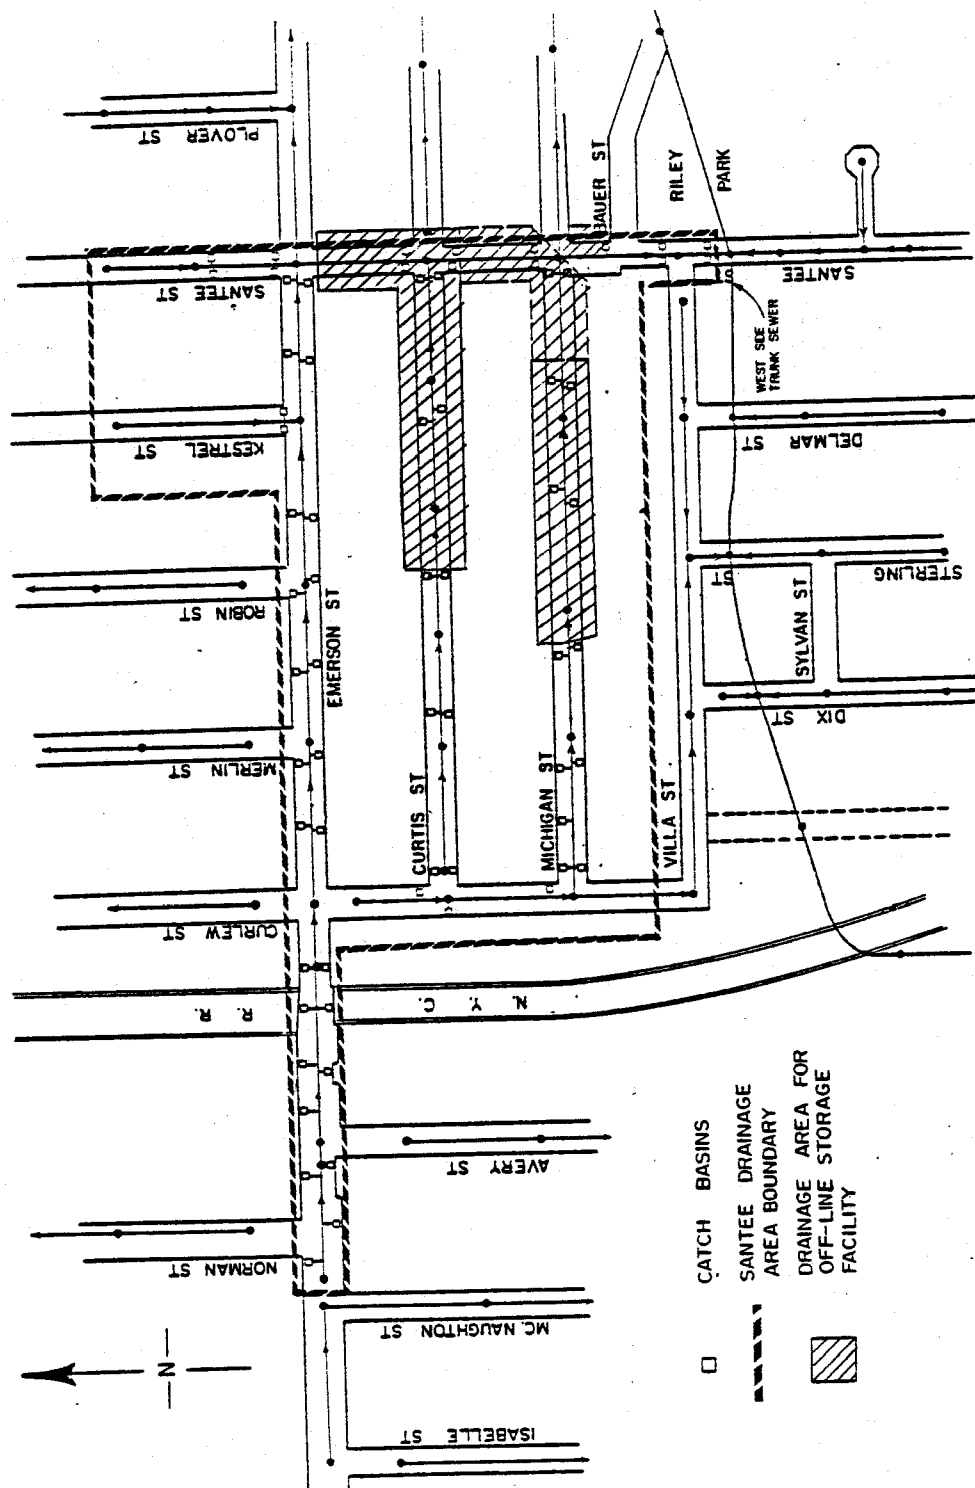 PLOVER ST
SANTEE ST
KESTREL ST
ROBIN ST
MERLIN ST
CURLEW ST
R. R.
NORMAN ST
N
EMERSON ST
CURTIS ST
MICHIGAN ST
VILLA ST
BAUER ST
RILEY
PARK
SANTEE
ST
WEST SIDE
TRUNK SEWER
DELMAR
ST
STERLING
ST
SYLVAN ST
DIX ST
N. Y. C.
AVERY ST
MC. NAUGHTON ST
ISABELLE ST
CATCH BASINS
SANTEE DRAINAGE
AREA BOUNDARY
DRAINAGE AREA FOR
OFF-LINE STORAGE
FACILITY